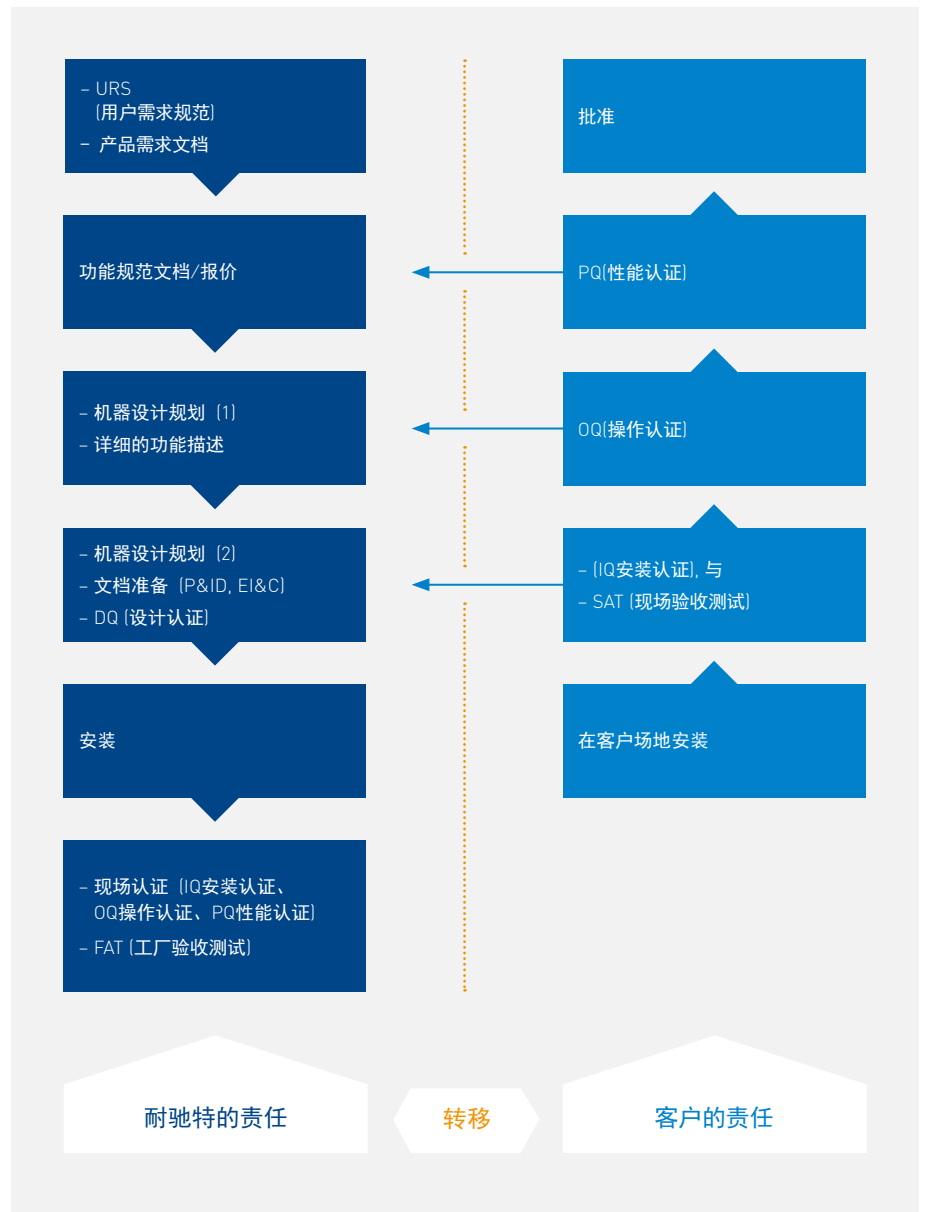 – URS
(用户需求规范)
– 产品需求文档
功能规范文档/报价
– 机器设计规划 (1)
– 详细的功能描述
– 机器设计规划 (2)
– 文档准备 (P&ID, EI&C)
– DQ (设计认证)
安装
– 现场认证 (IQ安装认证、
OQ操作认证、PQ性能认证)
– FAT (工厂验收测试)
批准
PQ(性能认证)
OQ(操作认证)
– (IQ安装认证), 与
– SAT (现场验收测试)
在客户场地安装
耐驰特的责任
转移
客户的责任